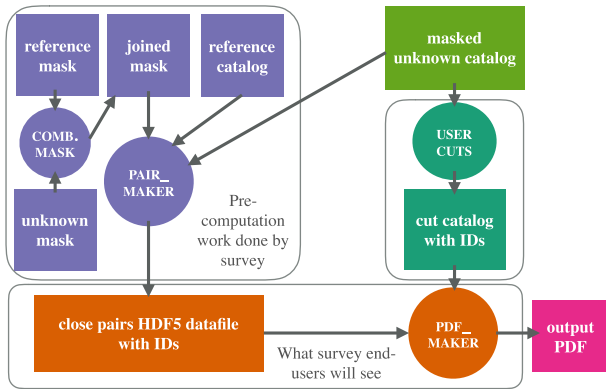 reference
mask
joined
mask
reference
catalog
masked
unknown catalog
COMB.
MASK
USER
CUTS
PAIR_
MAKER
unknown
mask
Pre-
computation
work done by
survey
cut catalog
with IDs
close pairs HDF5 datafile
with IDs
PDF_
MAKER
output
PDF
What survey end-
users will see